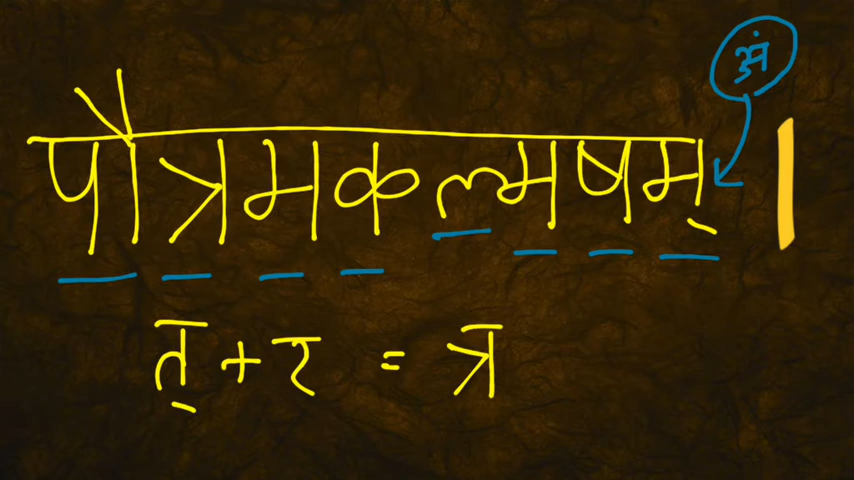 अं
पौत्रमकल्मषम् ।
त् + र = त्र